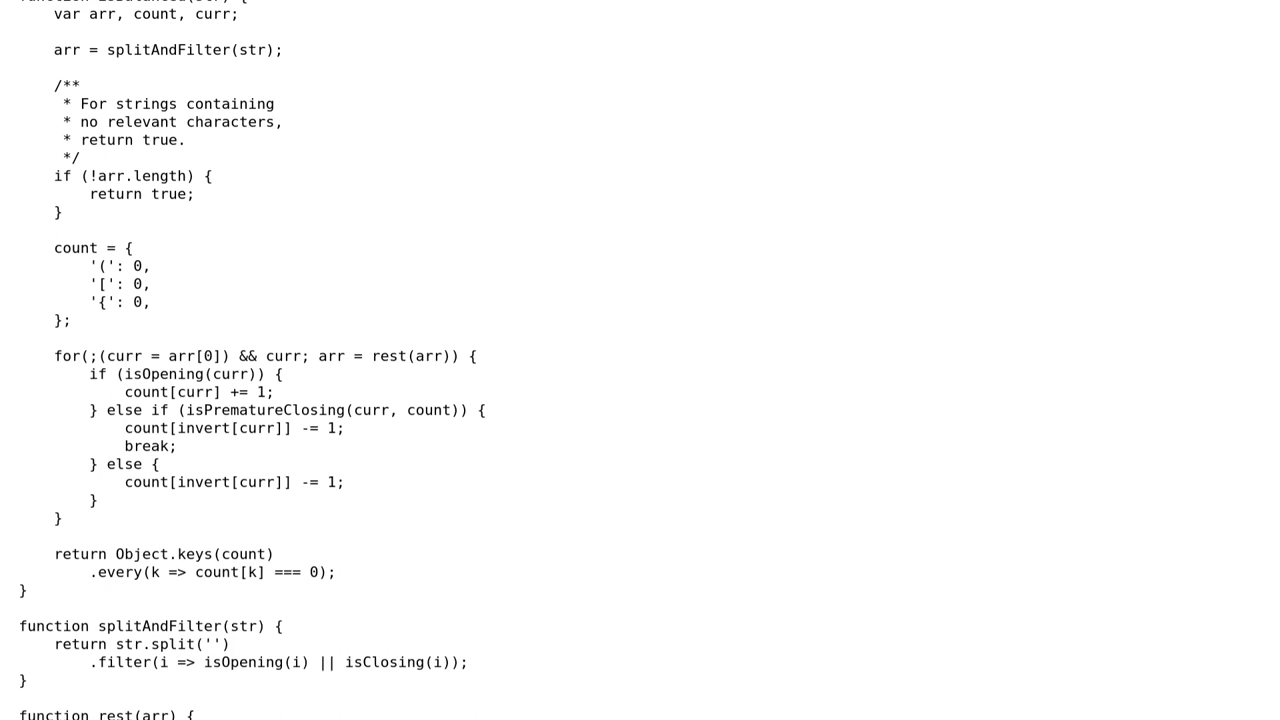 var arr, count, curr;

    arr = splitAndFilter(str);

    /**
     * For strings containing
     * no relevant characters,
     * return true.
     */
    if (!arr.length) {
        return true;
    }

    count = {
        '(': 0,
        '[': 0,
        '{': 0,
    };

    for(;(curr = arr[0]) && curr; arr = rest(arr)) {
        if (isOpening(curr)) {
            count[curr] += 1;
        } else if (isPrematureClosing(curr, count)) {
            count[invert[curr]] -= 1;
            break;
        } else {
            count[invert[curr]] -= 1;
        }
    }

    return Object.keys(count)
        .every(k => count[k] === 0);
}

function splitAndFilter(str) {
    return str.split('')
        .filter(i => isOpening(i) || isClosing(i));
}

function rest(arr) {